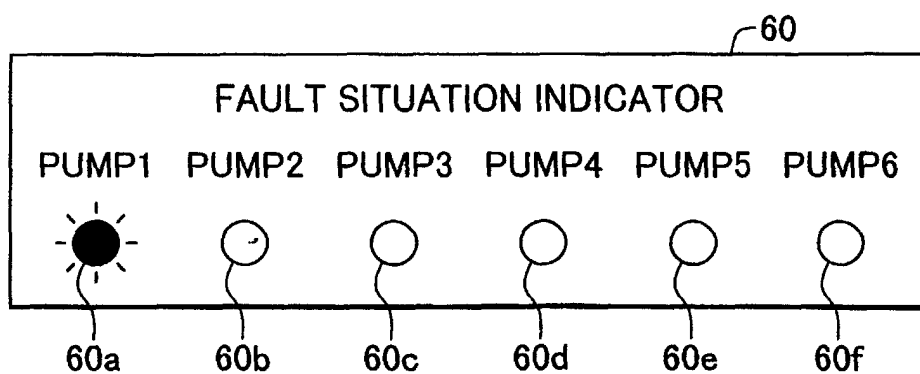 60
FAULT SITUATION INDICATOR
PUMP1 PUMP2 PUMP3 PUMP4 PUMP5 PUMP6
60a 60b 60c 60d 60e 60f